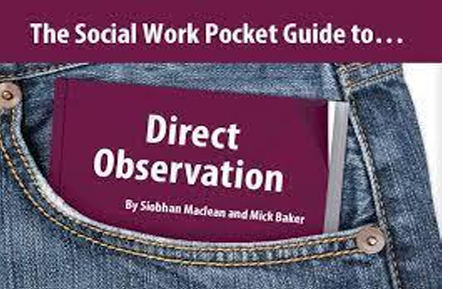 The Social Work Pocket Guide to...
Direct
Observation
By Siobhan Maclean and Mick Baker